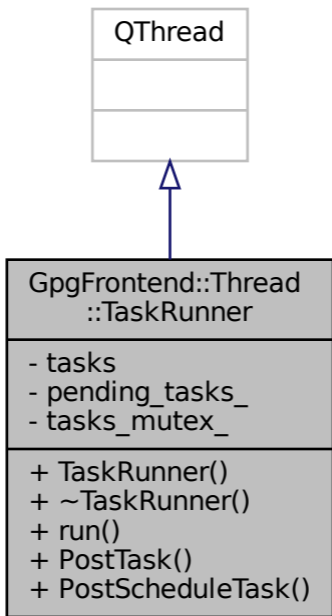 QThread
GpgFrontend::Thread
::TaskRunner
- tasks
- pending_tasks_
- tasks_mutex_
+ TaskRunner()
+ ~TaskRunner()
+ run()
+ PostTask()
+ PostScheduleTask()